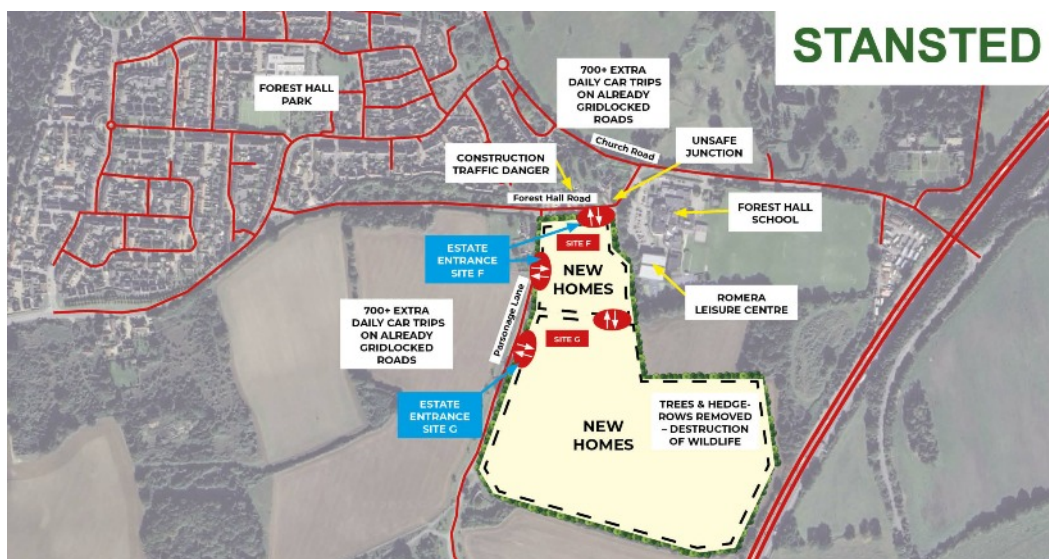 STANSTED
700+ EXTRA
DAILY CAR TRIPS
ON ALREADY
GRIDLOCKED
ROADS
FOREST HALL
PARK
Church Road
UNSAFE
JUNCTION
CONSTRUCTION
TRAFFIC DANGER
Forest Hall Road
FOREST HALL
SCHOOL
ESTATE
ENTRANCE
SITE F
SITE F
NEW
HOMES
ROMERA
LEISURE CENTRE
700+ EXTRA
DAILY CAR TRIPS
ON ALREADY
GRIDLOCKED
ROADS
Parsonage Lane
SITE G
ESTATE
ENTRANCE
SITE G
NEW
HOMES
TREES & HEDGE-
ROWS REMOVED
– DESTRUCTION
OF WILDLIFE